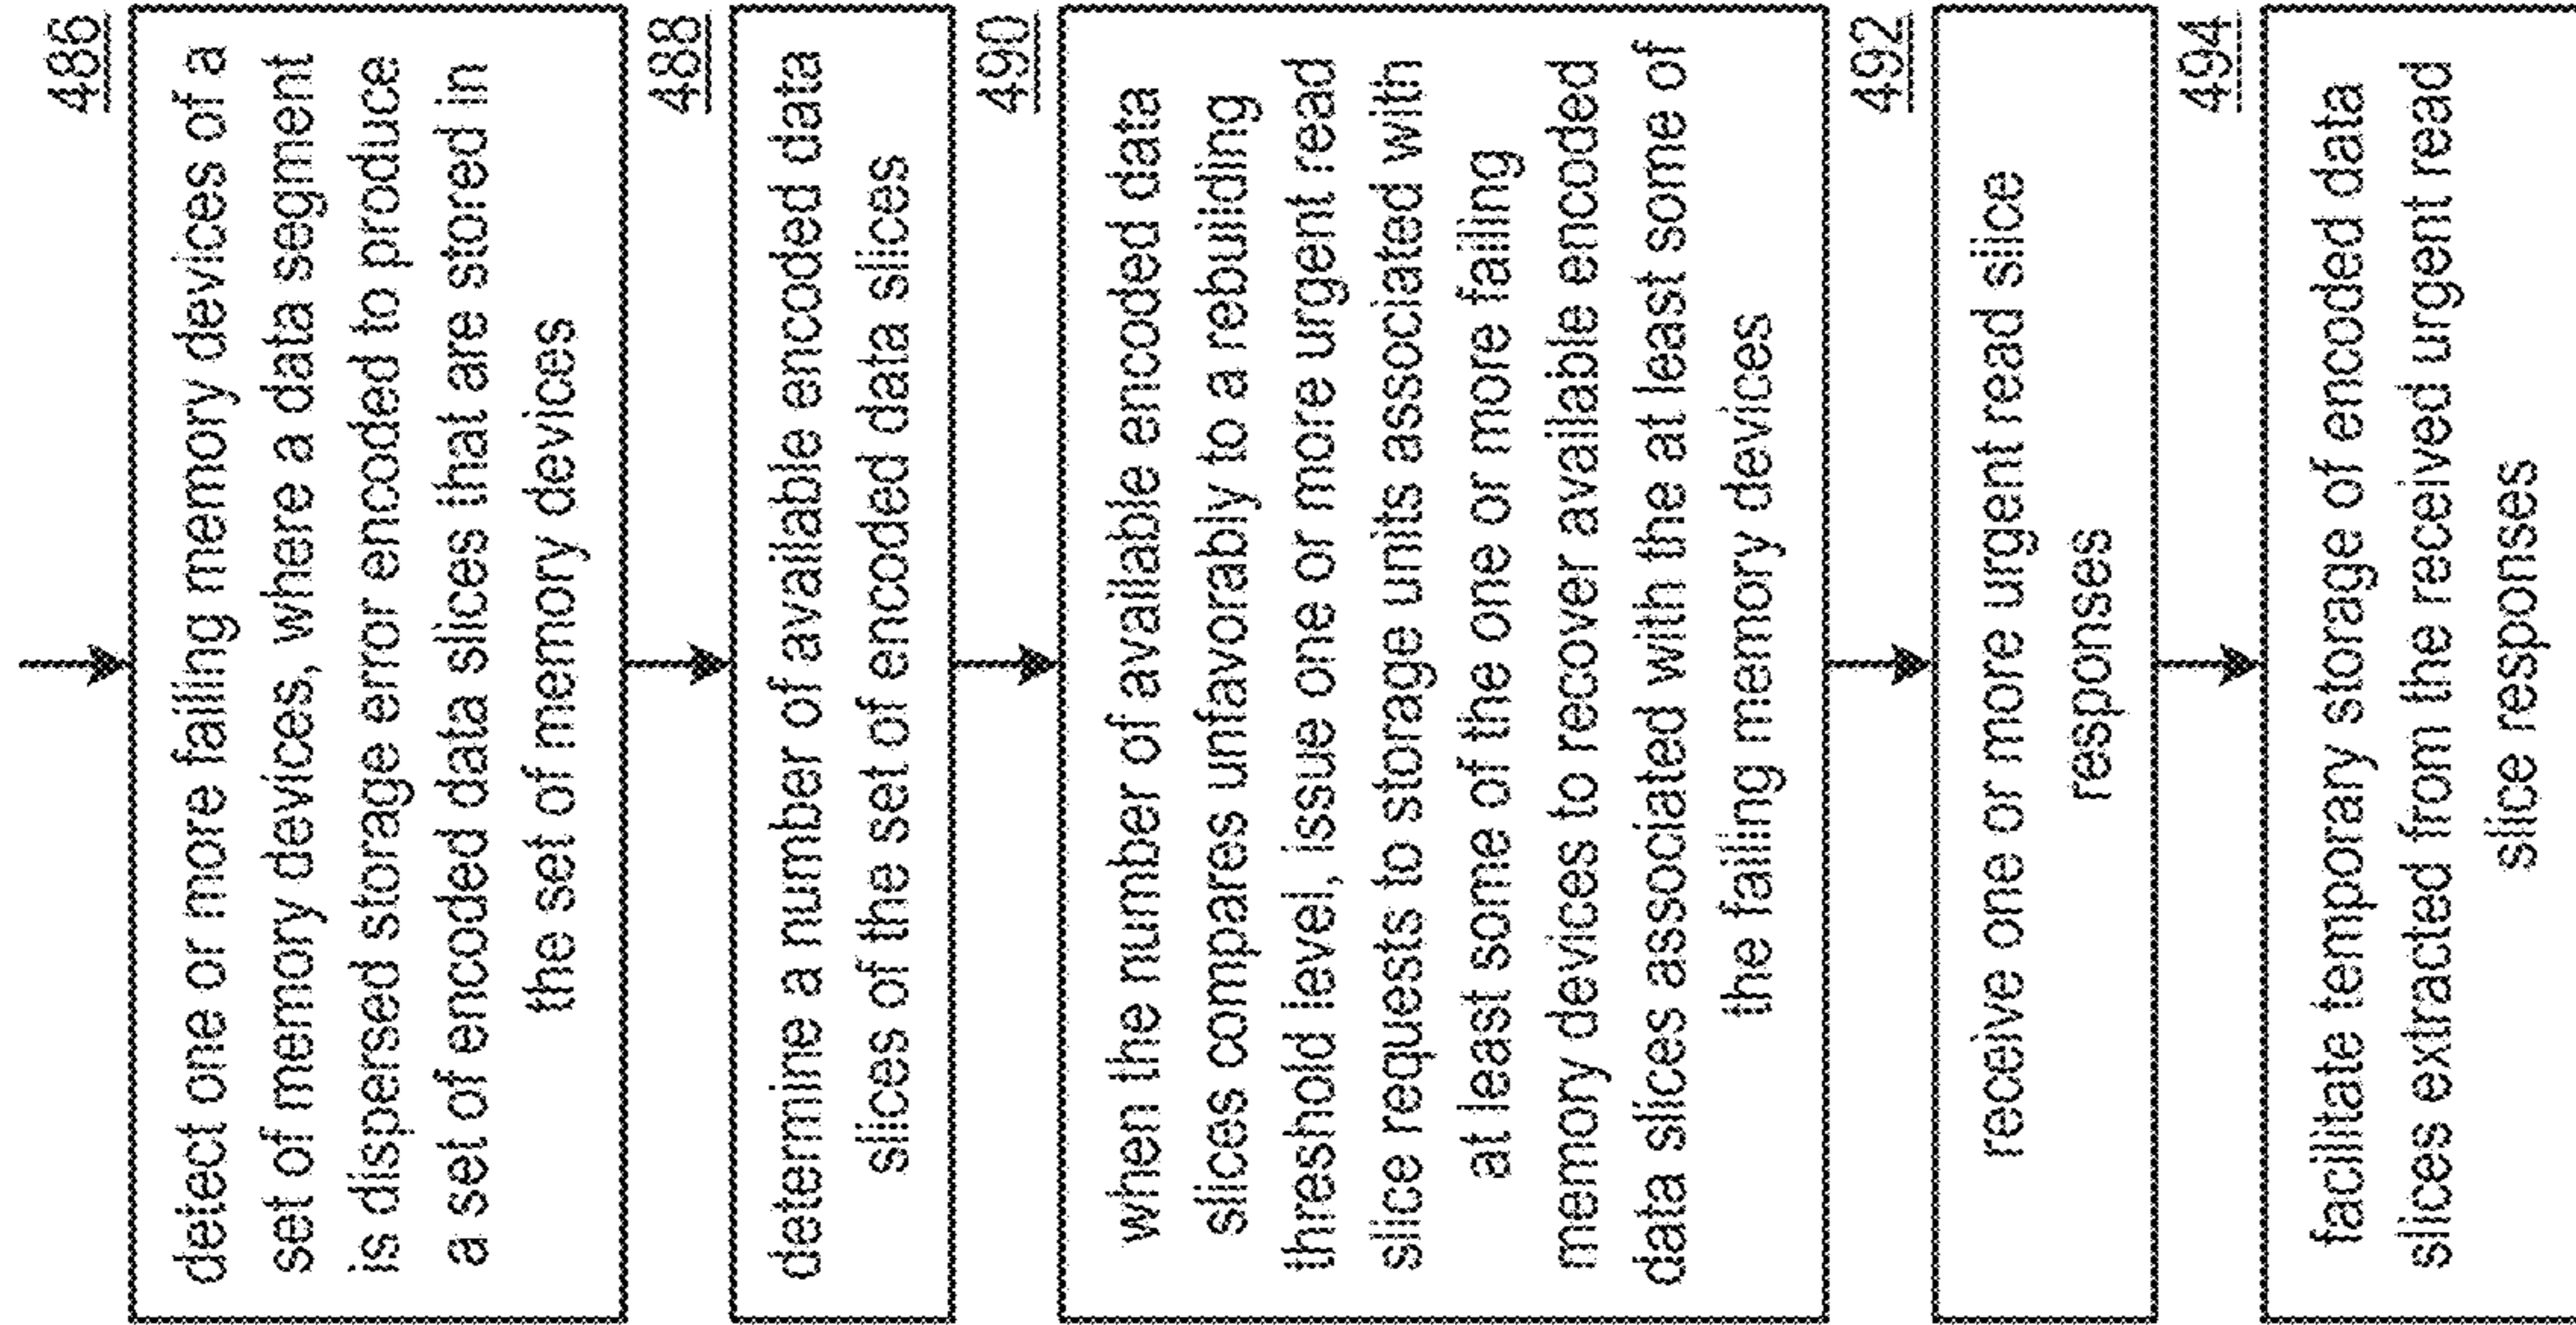 486
detect one or more failing memory devices of a
set of memory devices, where a data segment
is dispersed storage error encoded to produce
a set of encoded data slices that are stored in
the set of memory devices
488
determine a number of available encoded data
slices of the set of encoded data slices
490
when the number of available encoded data
slices compares unfavorably to a rebuilding
threshold level, issue one or more urgent read
slice requests to storage units associated with
at least some of the one or more failing
memory devices to recover available encoded
data slices associated with the at least some of
the failing memory devices
492
receive one or more urgent read slice
responses
494
facilitate temporary storage of encoded data
slices extracted from the received urgent read
slice responses